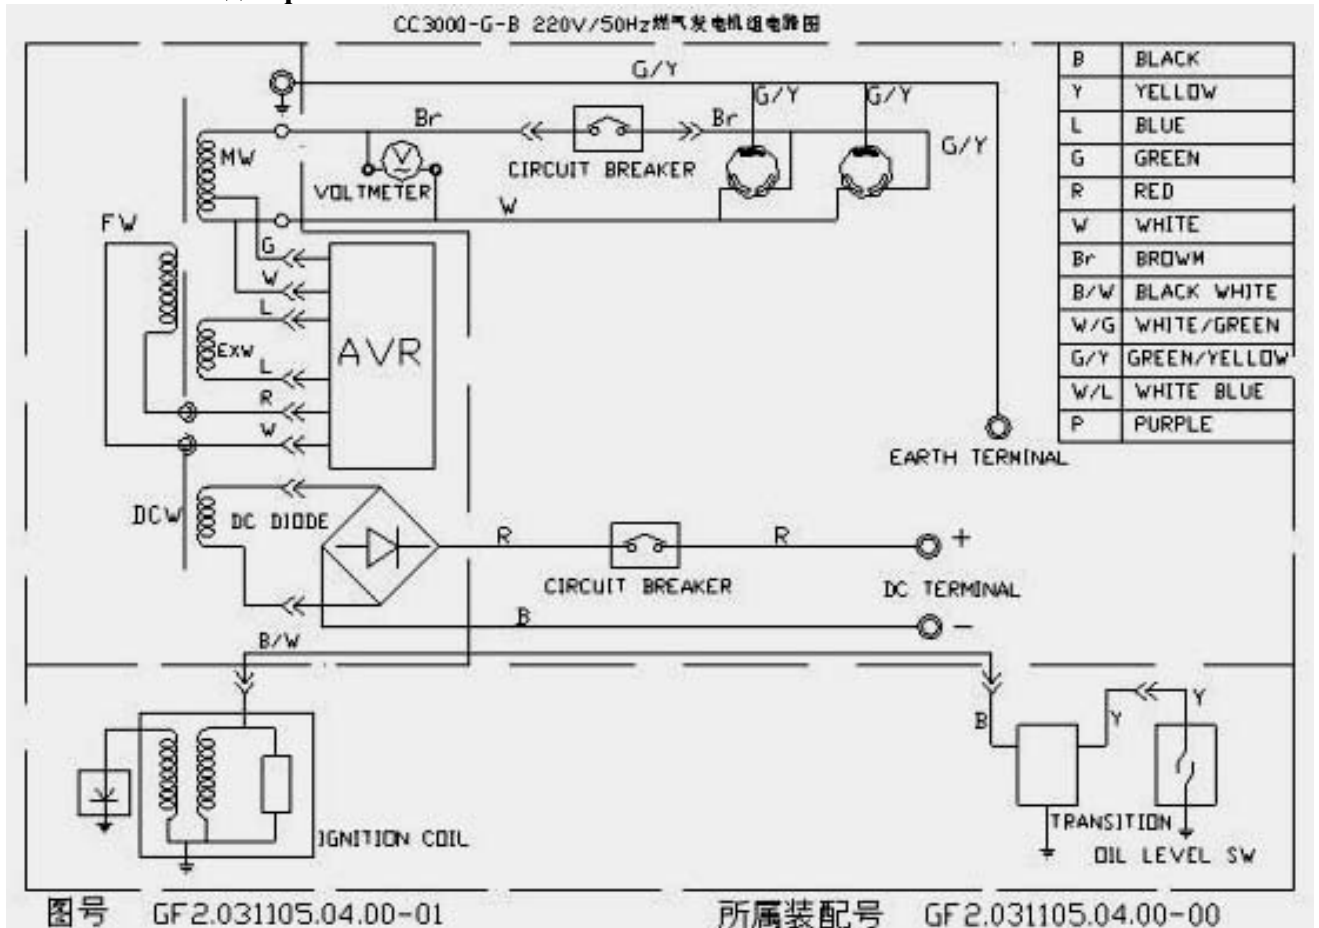 CC3000-G-B 220V/50Hz燃气发电机组电路图
G/Y
G/Y
G/Y
Br
Br
G/Y
MW
CIRCUIT BREAKER
VOLTMETER
V
W
FW
G
W
L
EXW
L
AVR
R
W
EARTH TERMINAL
DCW
DC DIODE
R
R
+
CIRCUIT BREAKER
DC TERMINAL
B
−
B/W
B
Y
Y
IGNITION COIL
TRANSITION
OIL LEVEL SW
B BLACK
Y YELLOW
L BLUE
G GREEN
R RED
W WHITE
Br BROWM
B/W BLACK WHITE
W/G WHITE/GREEN
G/Y GREEN/YELLOW
W/L WHITE BLUE
P PURPLE
图号 GF2.031105.04.00-01
所属装配号 GF2.031105.04.00-00